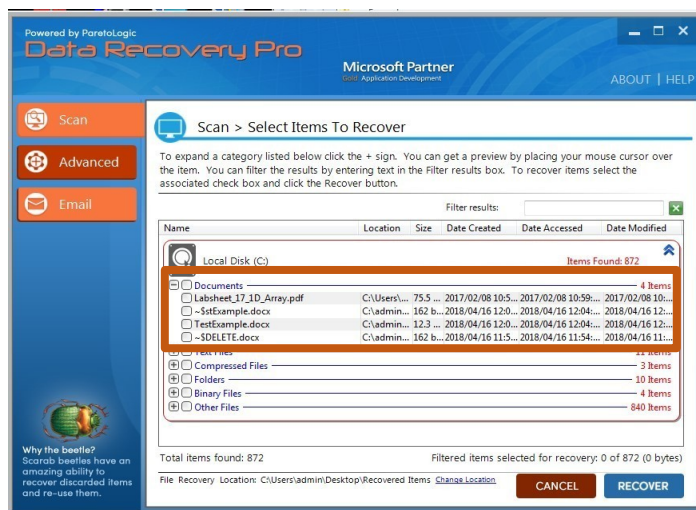 Powered by ParetoLogic
Data Recovery Pro
Microsoft Partner
Gold Application Development
ABOUT | HELP
Scan
Advanced
Email
Scan > Select Items To Recover
To expand a category listed below click the + sign. You can get a preview by placing your mouse cursor over
the item. You can filter the results by entering text in the Filter results box. To recover items select the
associated check box and click the Recover button.
Filter results:
Name Location Size Date Created Date Accessed Date Modified
Local Disk (C:) Items Found: 872
Documents 4 Items
Labsheet_17_1D_Array.pdf C:\Users\... 75.5 ... 2017/02/08 10:5... 2017/02/08 10:59:... 2017/02/08 10:...
~$stExample.docx C:\admin... 162 b... 2018/04/16 12:0... 2018/04/16 12:04:... 2018/04/16 12:...
TestExample.docx C:\admin... 12.3 ... 2018/04/16 12:0... 2018/04/16 12:04:... 2018/04/16 12:...
~$DELETE.docx C:\admin... 162 b... 2018/04/16 11:5... 2018/04/16 11:54:... 2018/04/16 11:...
Text Files 11 Items
Compressed Files 3 Items
Folders 10 Items
Binary Files 4 Items
Other Files 840 Items
Why the beetle?
Scarab beetles have an
amazing ability to
recover discarded items
and re-use them.
Total items found: 872 Filtered items selected for recovery: 0 of 872 (0 bytes)
File Recovery Location: C:\Users\admin\Desktop\Recovered Items Change Location
CANCEL RECOVER